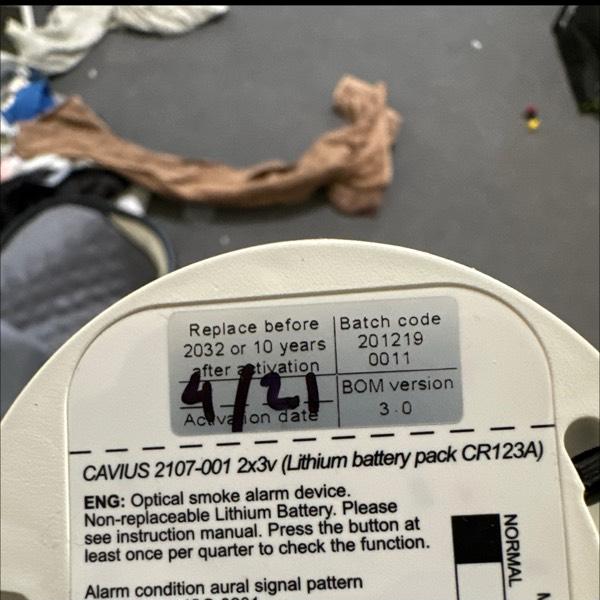 Replace before
2032 or 10 years
after activation
4/21
Activation date
Batch code
201219
0011
BOM version
3.0
CAVIUS 2107-001 2x3v (Lithium battery pack CR123A)
ENG: Optical smoke alarm device.
Non-replaceable Lithium Battery. Please
see instruction manual. Press the button at
least once per quarter to check the function.
Alarm condition aural signal pattern
NORMAL